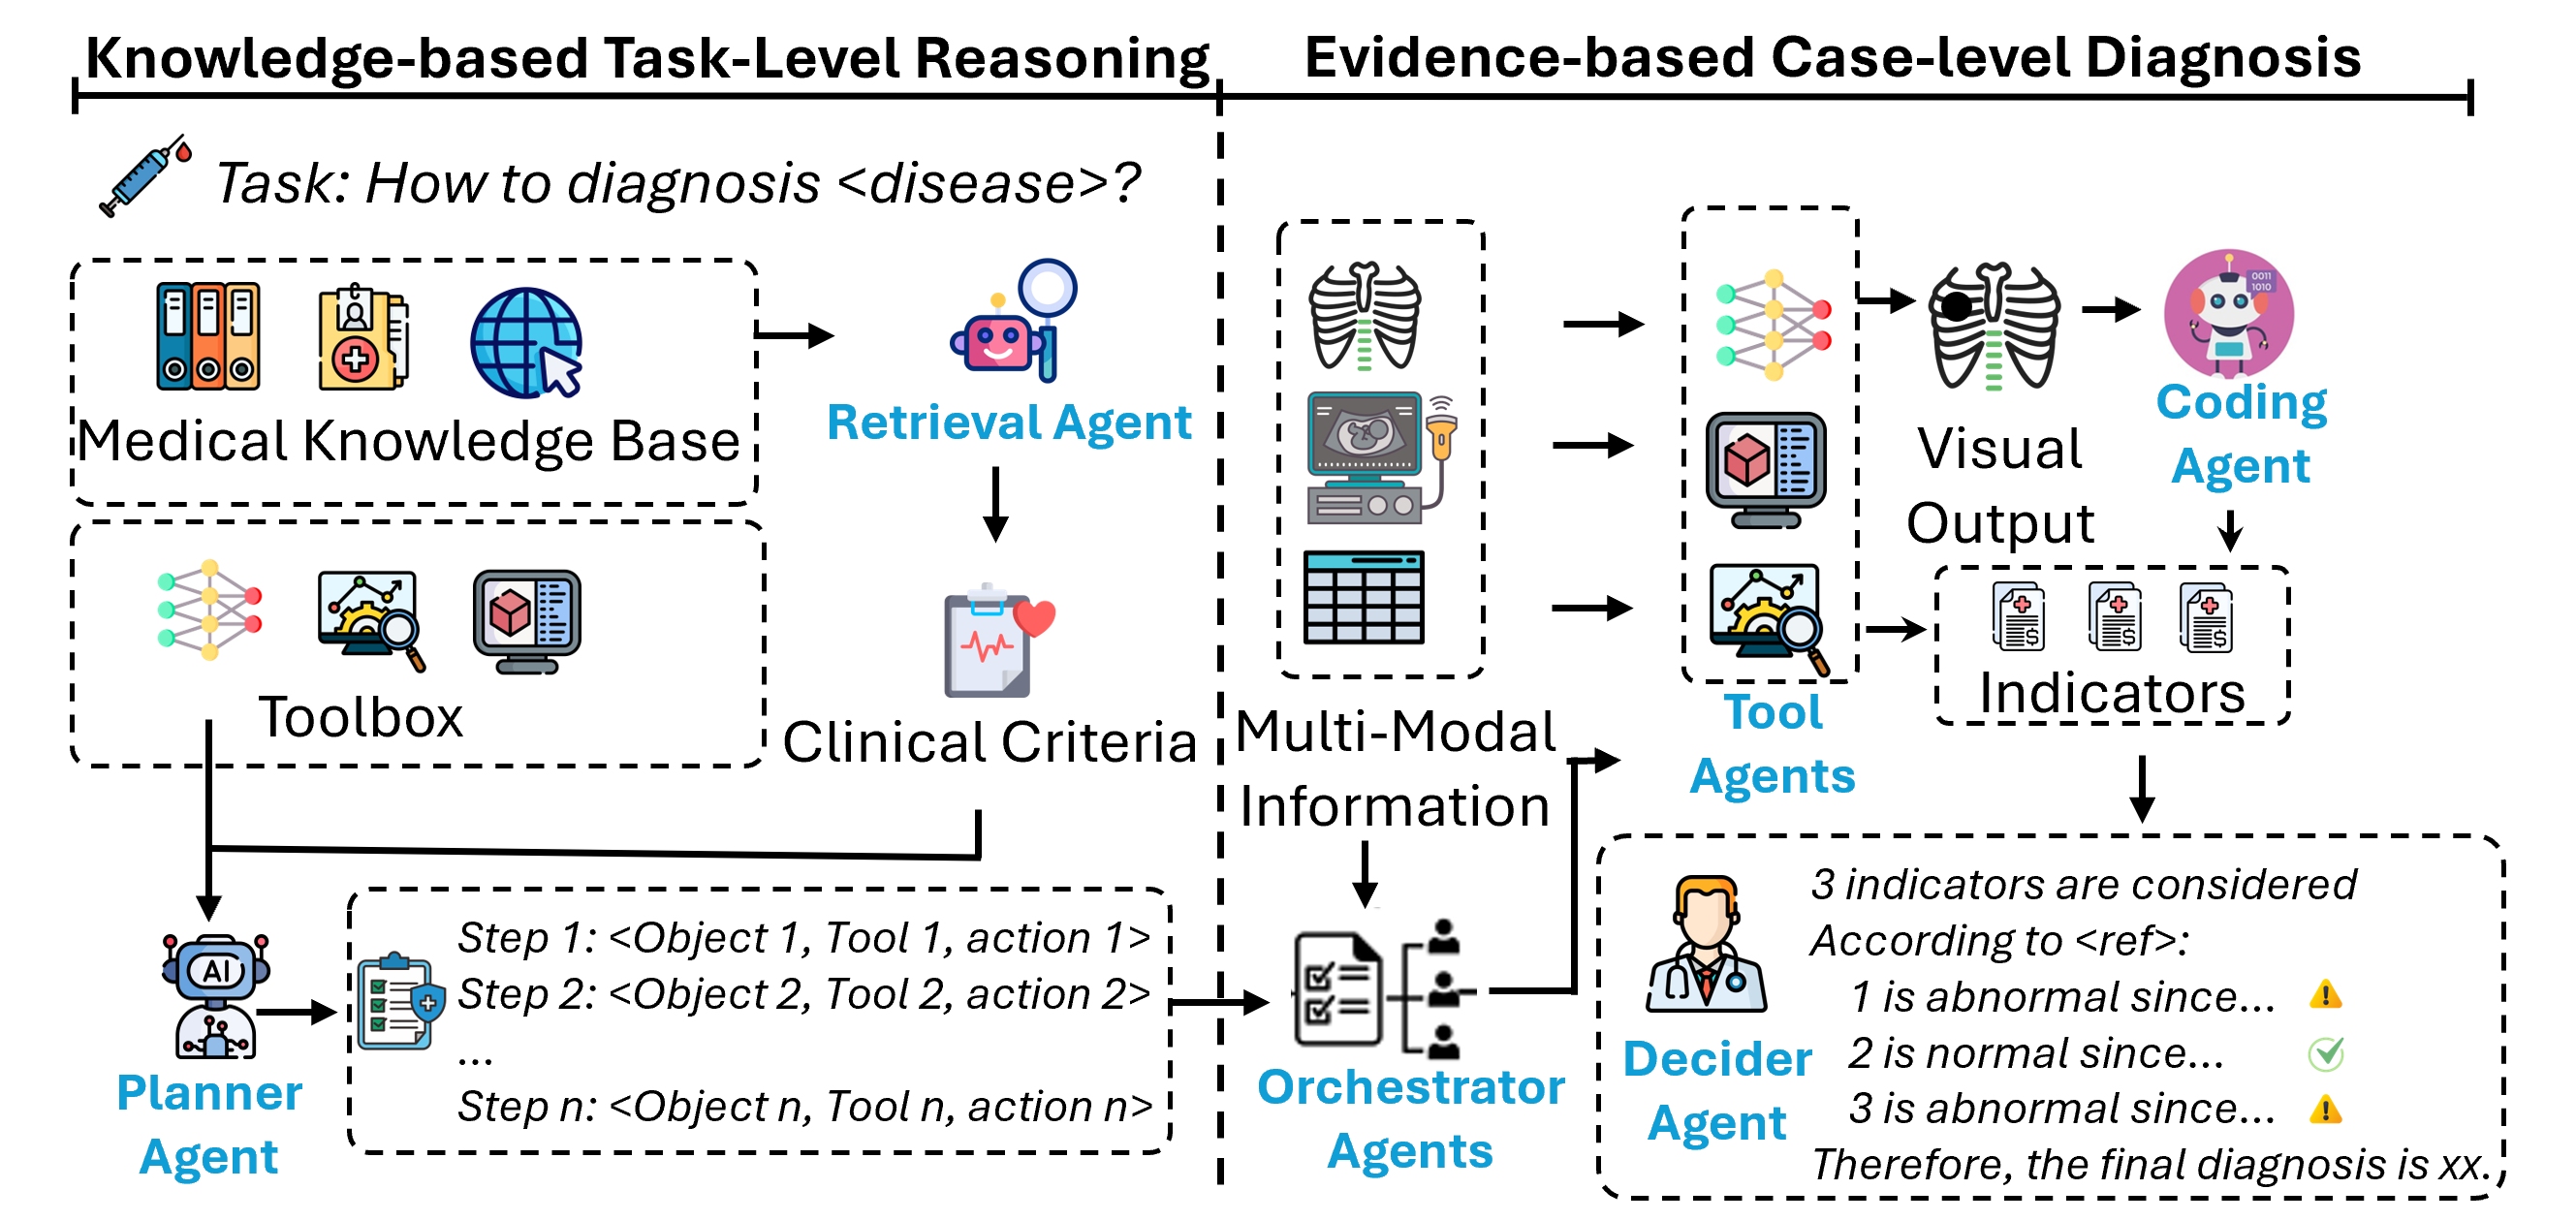 Knowledge-based Task-Level Reasoning
Task: How to diagnosis <disease>?
Medical Knowledge Base
Retrieval Agent
Toolbox
Clinical Criteria
AI
Planner
Agent
Step 1: <Object 1, Tool 1, action 1>
Step 2: <Object 2, Tool 2, action 2>
...
Step n: <Object n, Tool n, action n>
Evidence-based Case-level Diagnosis
Multi-Modal
Information
Orchestrator
Agents
Tool
Agents
Visual
Output
0011
1010
Coding
Agent
Indicators
Decider
Agent
3 indicators are considered
According to <ref>:
1 is abnormal since...
2 is normal since...
3 is abnormal since...
Therefore, the final diagnosis is xx.